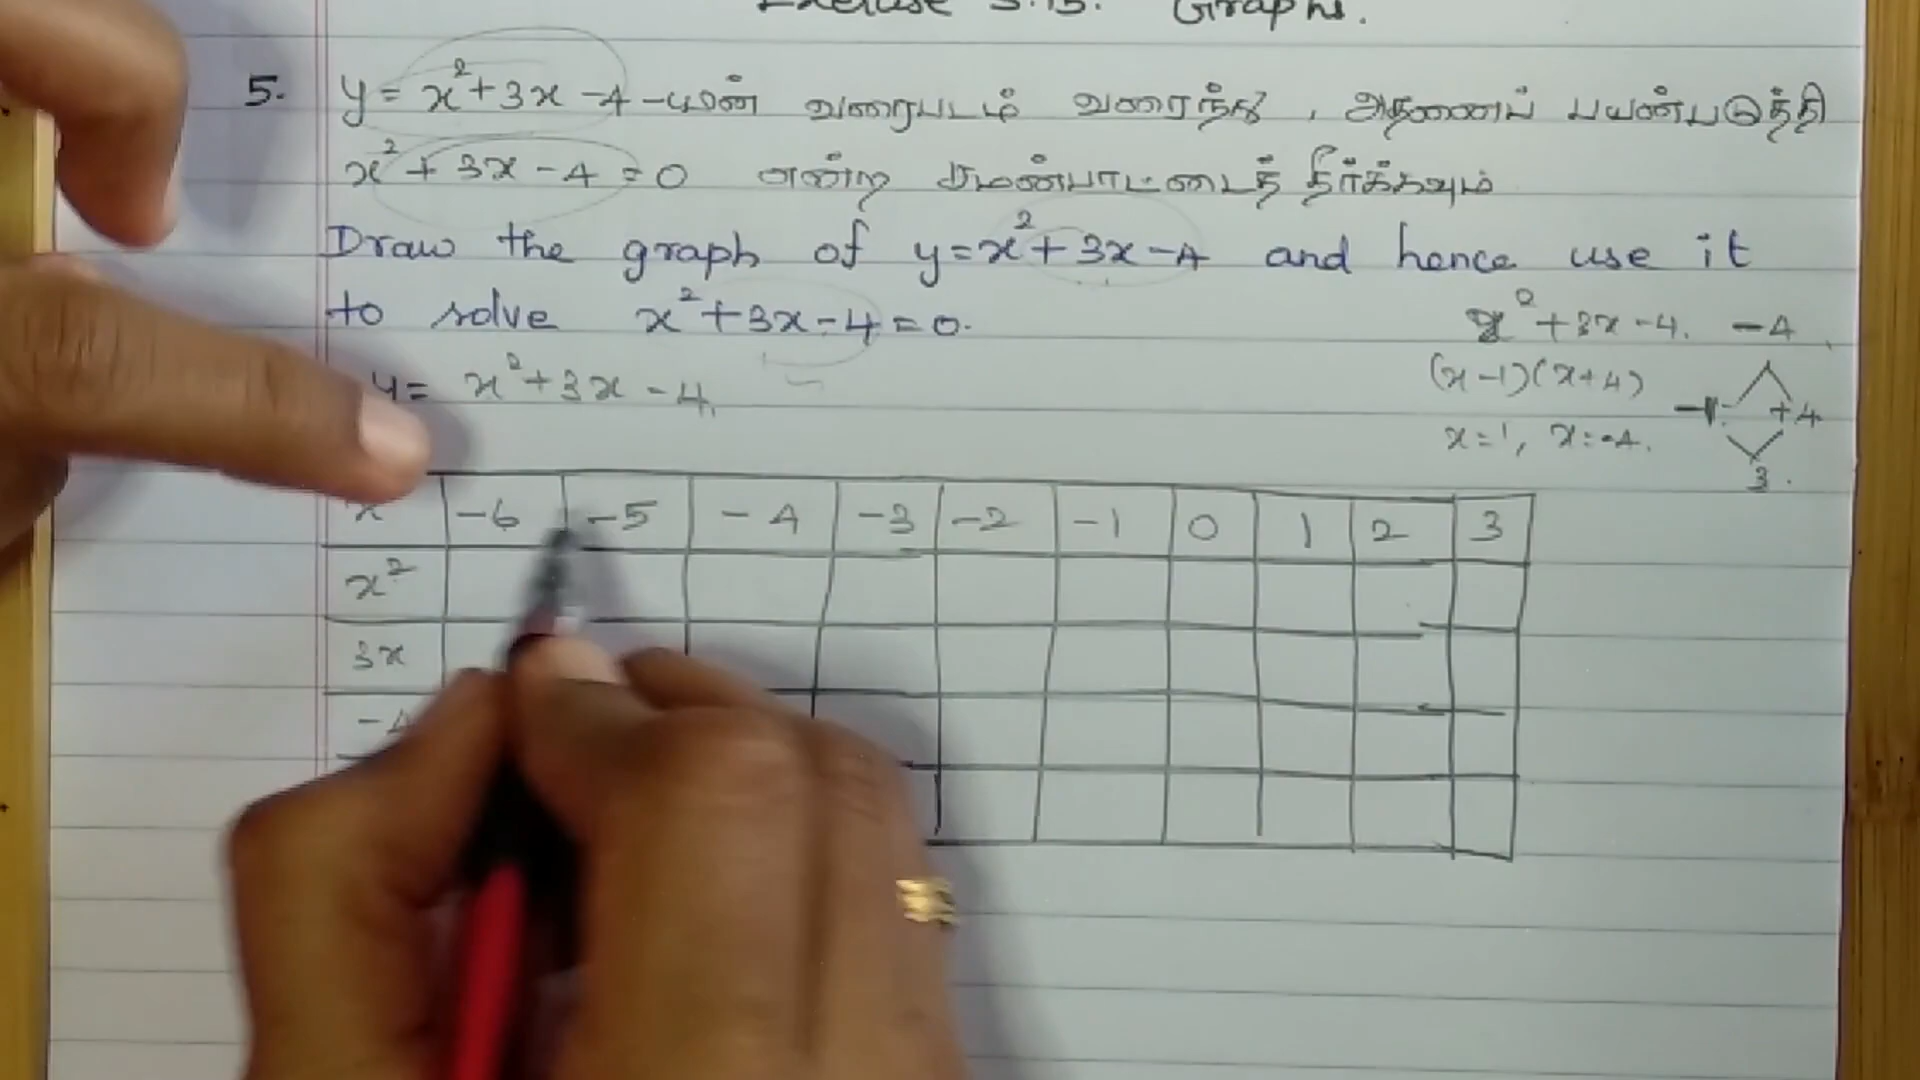 Exercise 3.15. Graphs.
5. y = x² + 3x - 4 -யின் வரைபடம் வரைந்து, அதனைப் பயன்படுத்தி
x² + 3x - 4 = 0 என்ற சமன்பாட்டைத் தீர்க்கவும்
Draw the graph of y=x²+3x-4 and hence use it
to solve x²+3x-4=0.
x²+3x-4. -4
y= x²+3x-4.
(x-1)(x+4) -1 +4
x=1, x=-4.
3.
x -6 -5 -4 -3 -2 -1 0 1 2 3
x²
3x
-4